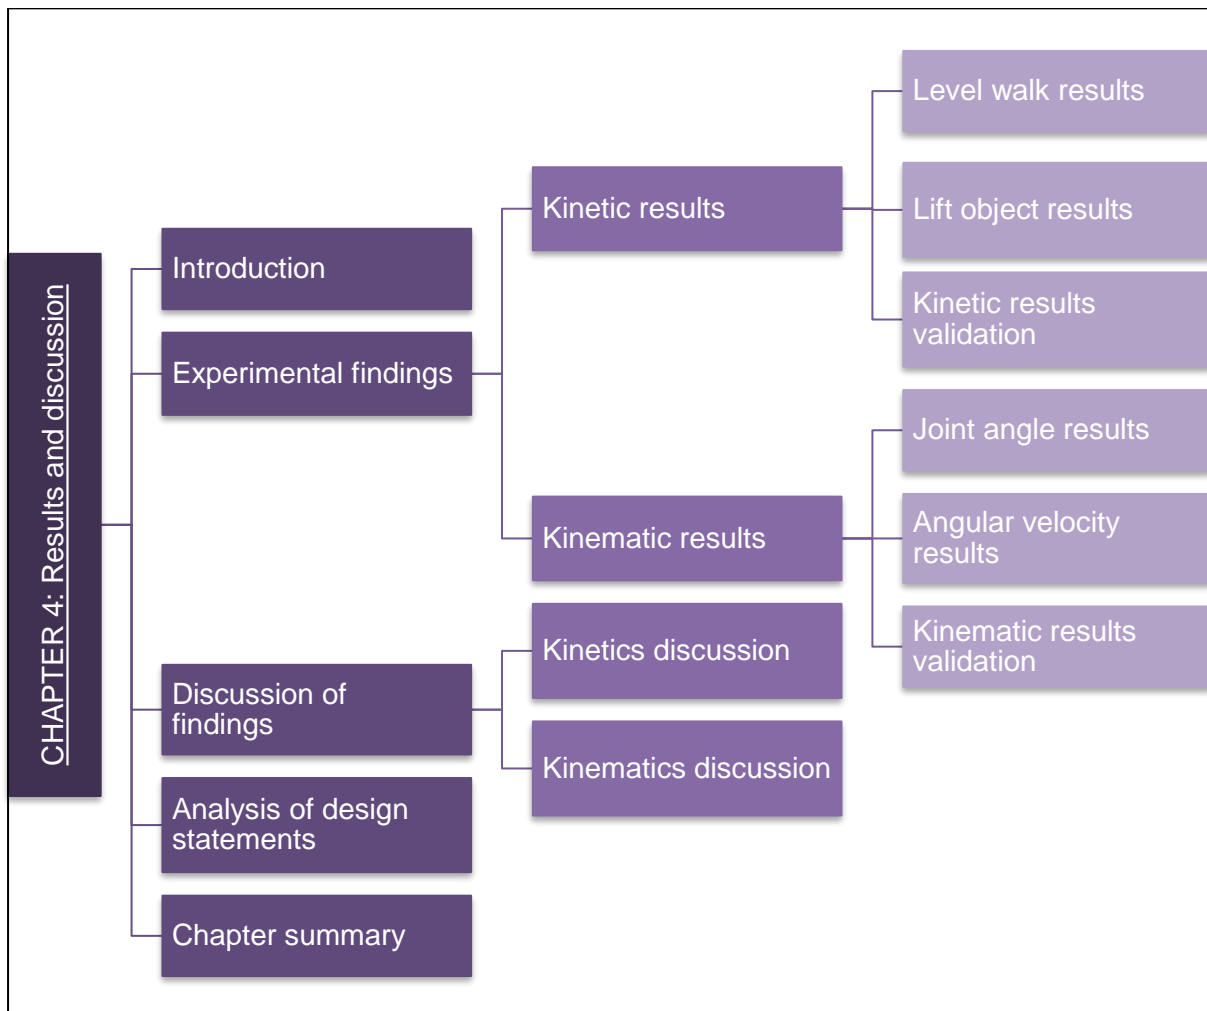 CHAPTER 4: Results and discussion
Introduction
Experimental findings
Kinetic results
Level walk results
Lift object results
Kinetic results
validation
Kinematic results
Joint angle results
Angular velocity
results
Kinematic results
validation
Discussion of
findings
Kinetics discussion
Kinematics discussion
Analysis of design
statements
Chapter summary